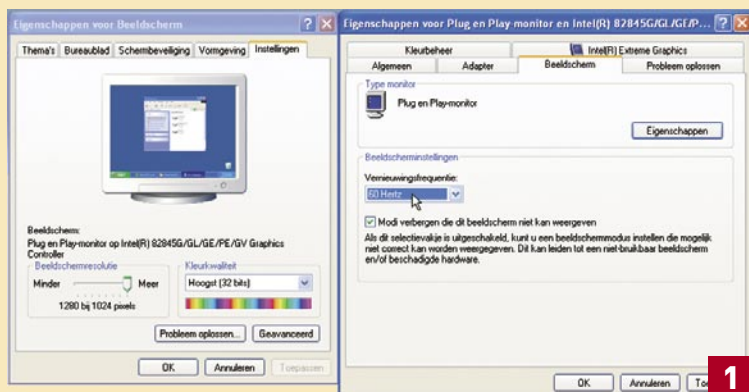 Eigenschappen voor Beeldscherm
Thema's Bureaublad Schermbeveiliging Vormgeving Instellingen
Beeldscherm:
Plug en Play-monitor op Intel(R) 82845G/GL/GE/PE/GV Graphics
Controller
Beeldschermresolutie
Minder Meer
1280 bij 1024 pixels
Kleurkwaliteit
Hoogst (32 bits)
Probleem oplossen... Geavanceerd
OK Annuleren Toepassen
Eigenschappen voor Plug en Play monitor en Intel(R) 82845G/GL/GE/P...
Kleurbeheer Intel(R) Extreme Graphics
Algemeen Adapter Beeldscherm Probleem oplossen
Type monitor
Plug en Play-monitor
Eigenschappen
Beeldscherminstellingen
Vernieuwingsfrequentie:
60 Hertz
Modi verbergen die dit beeldscherm niet kan weergeven
Als dit selectievakje is uitgeschakeld, kunt u een beeldschermmodus instellen die mogelijk
niet correct kan worden weergegeven. Dit kan leiden tot een niet-bruikbaar beeldscherm
en/of beschadigde hardware.
OK Annuleren
1